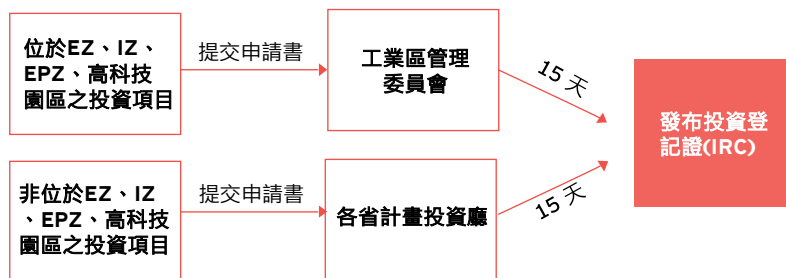 位於EZ、IZ、
EPZ、高科技
園區之投資項目
提交申請書
工業區管理
委員會
15 天
非位於EZ、IZ
、EPZ、高科技
園區之投資項目
提交申請書
各省計畫投資廳
15 天
發布投資登
記證(IRC)